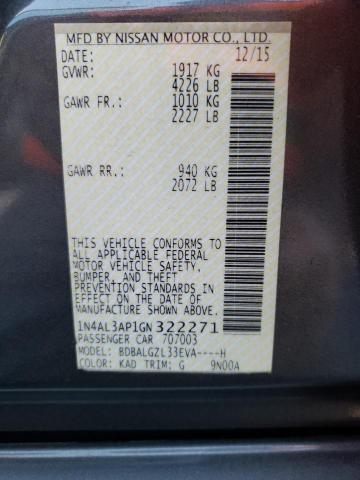 MFD BY NISSAN MOTOR CO., LTD.
DATE: 12/15
GVWR: 1917 KG
4226 LB
GAWR FR.: 1010 KG
2227 LB
GAWR RR.: 940 KG
2072 LB
THIS VEHICLE CONFORMS TO
ALL APPLICABLE FEDERAL
MOTOR VEHICLE SAFETY,
BUMPER, AND THEFT
PREVENTION STANDARDS
IN EFFECT ON THE DATE OF
MANUFACTURE SHOWN ABOVE.
1N4AL3AP1GN322271
PASSENGER CAR 707003
MODEL: BDBALGZL33EVA----H
COLOR: KAD TRIM: G 9N00A